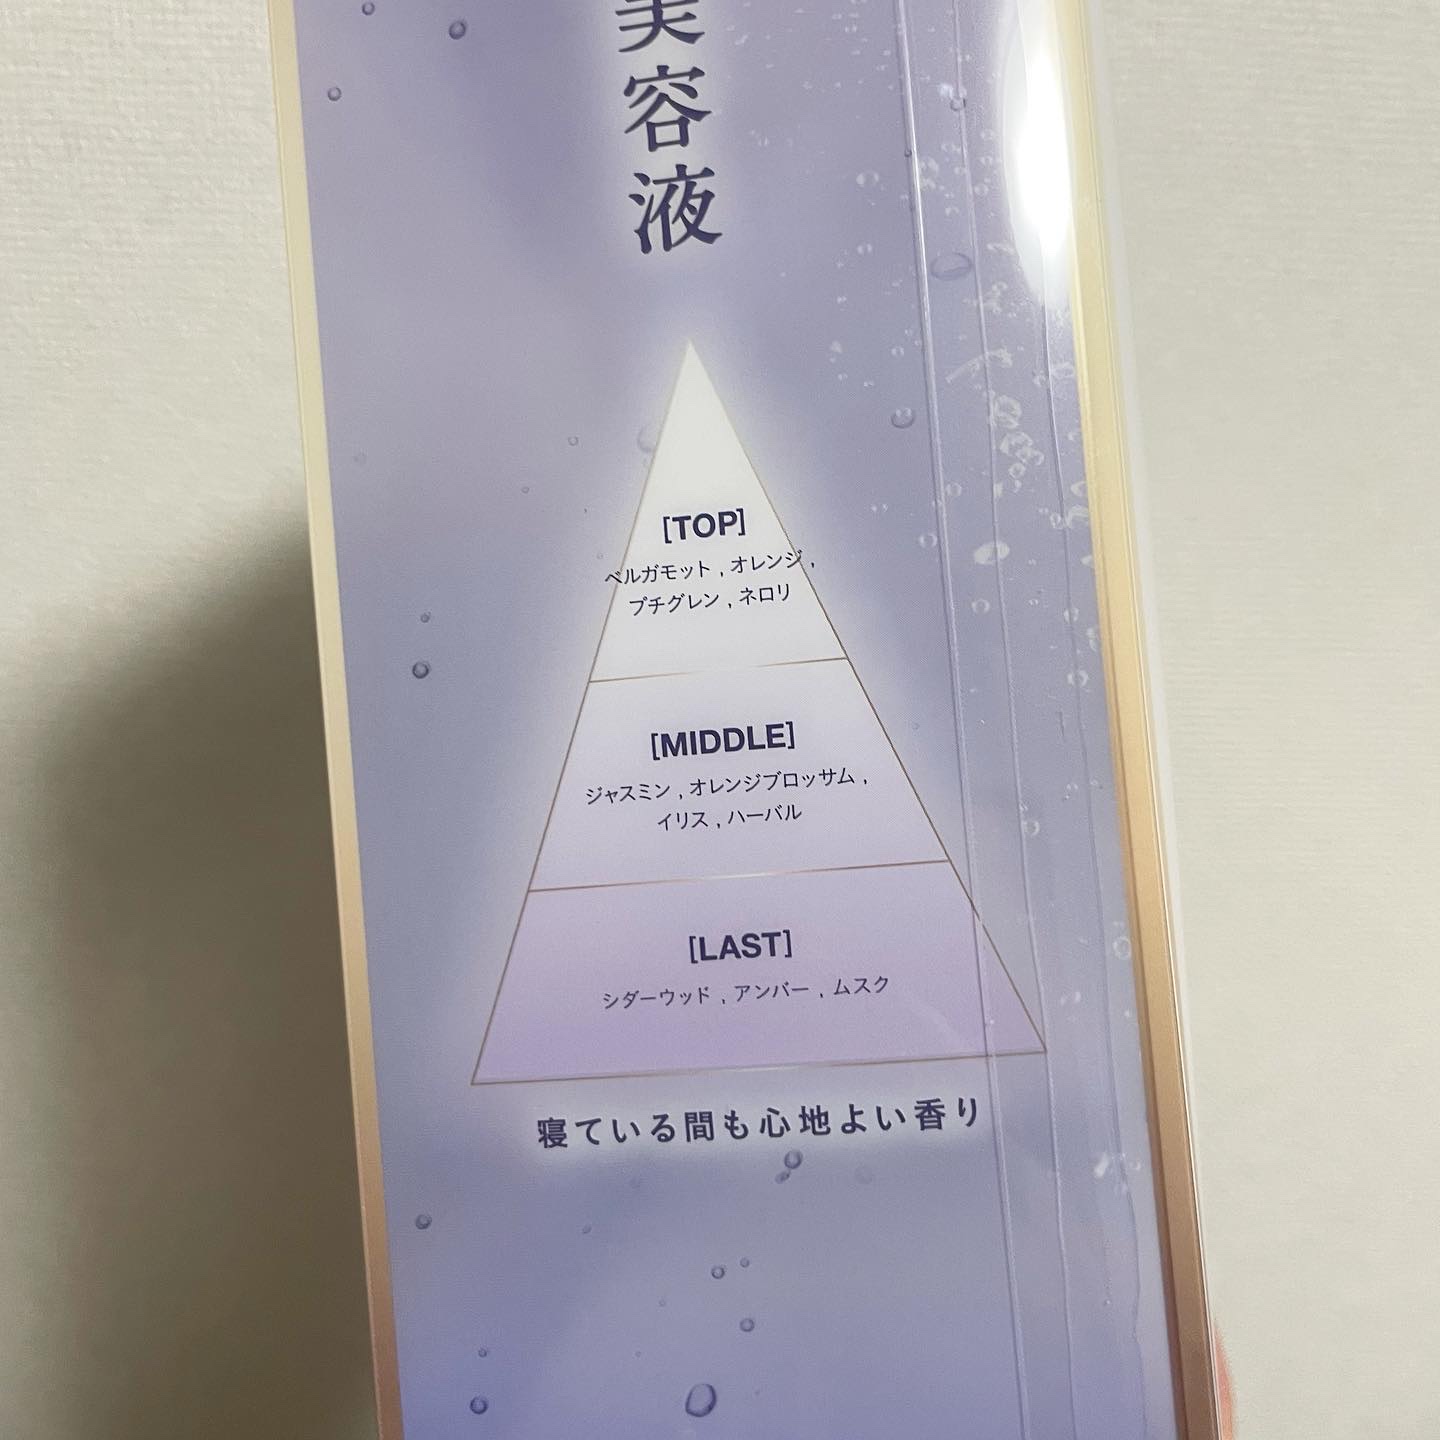 美容液
[TOP]
ベルガモット , オレンジ ,
プチグレン , ネロリ
[MIDDLE]
ジャスミン , オレンジブロッサム ,
イリス , ハーバル
[LAST]
シダーウッド , アンバー , ムスク
寝ている間も心地よい香り